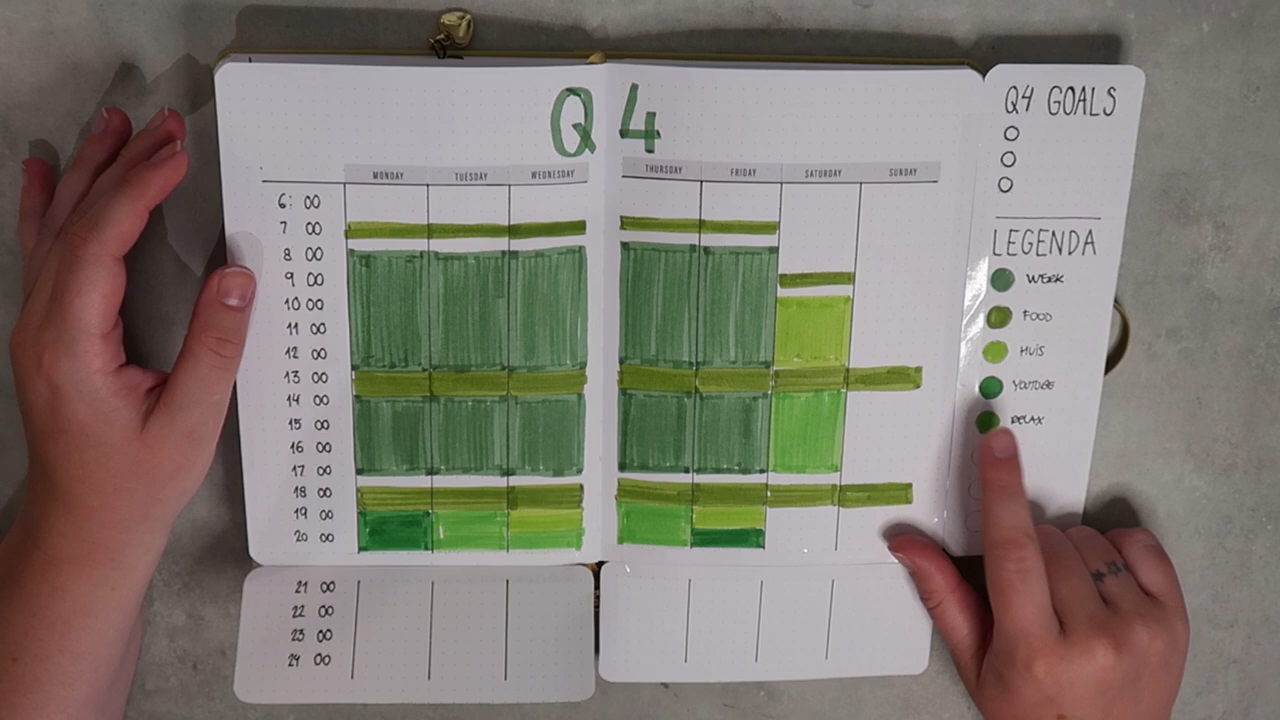 Q4
MONDAY TUESDAY WEDNESDAY THURSDAY FRIDAY SATURDAY SUNDAY
6:00
7 00
8 00
9 00
10 00
11 00
12 00
13 00
14 00
15 00
16 00
17 00
18 00
19 00
20 00
21 00
22 00
23 00
24 00
Q4 GOALS
LEGENDA
WERK
FOOD
HUIS
YOUTUBE
RELAX